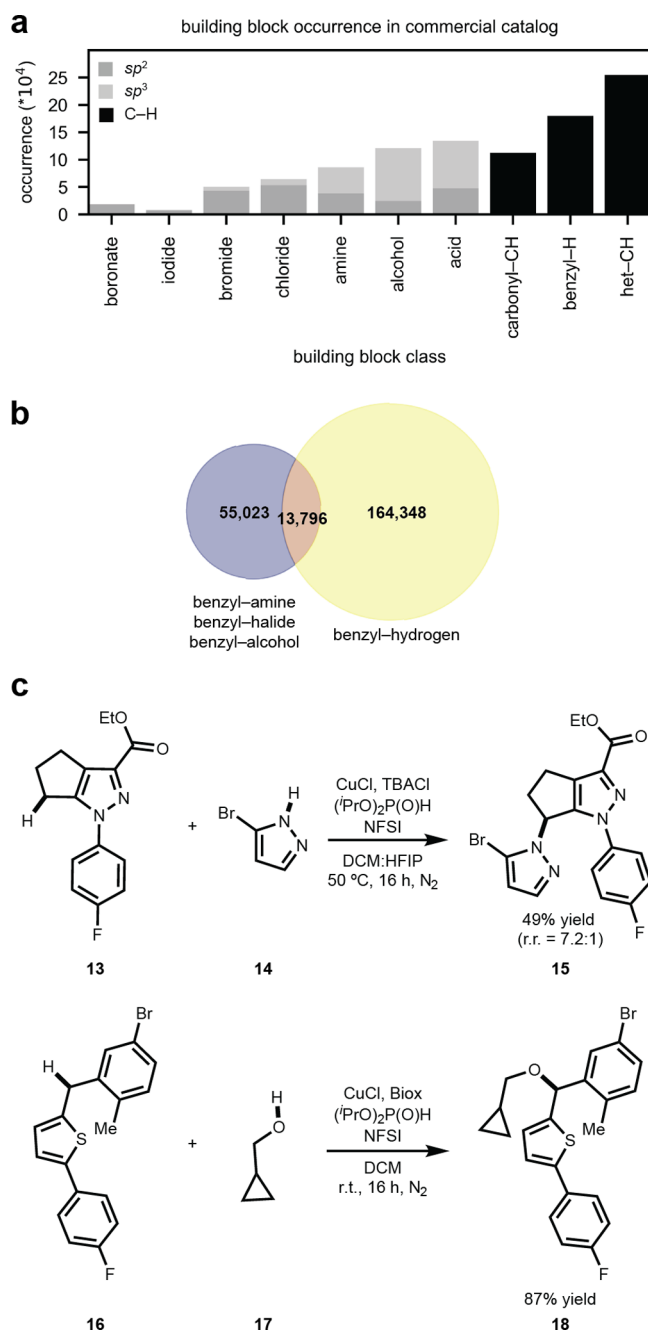 a
building block occurrence in commercial catalog
occurrence (*10⁴)
25
20
15
10
5
0
sp²
sp³
C–H
boronate
iodide
bromide
chloride
amine
alcohol
acid
carbonyl–CH
benzyl–H
het–CH
building block class
b
55,023
13,796
164,348
benzyl–amine
benzyl–halide
benzyl–alcohol
benzyl–hydrogen
c
EtO
O
N
N
H
F
13
+
Br
H
N
N
14
CuCl, TBACl
(ⁱPrO)₂P(O)H
NFSI
DCM:HFIP
50 ºC, 16 h, N₂
EtO
O
N
N
Br
N
N
F
49% yield
(r.r. = 7.2:1)
15
Br
H
Me
S
F
16
+
H
O
17
CuCl, Biox
(ⁱPrO)₂P(O)H
NFSI
DCM
r.t., 16 h, N₂
Br
O
Me
S
F
87% yield
18